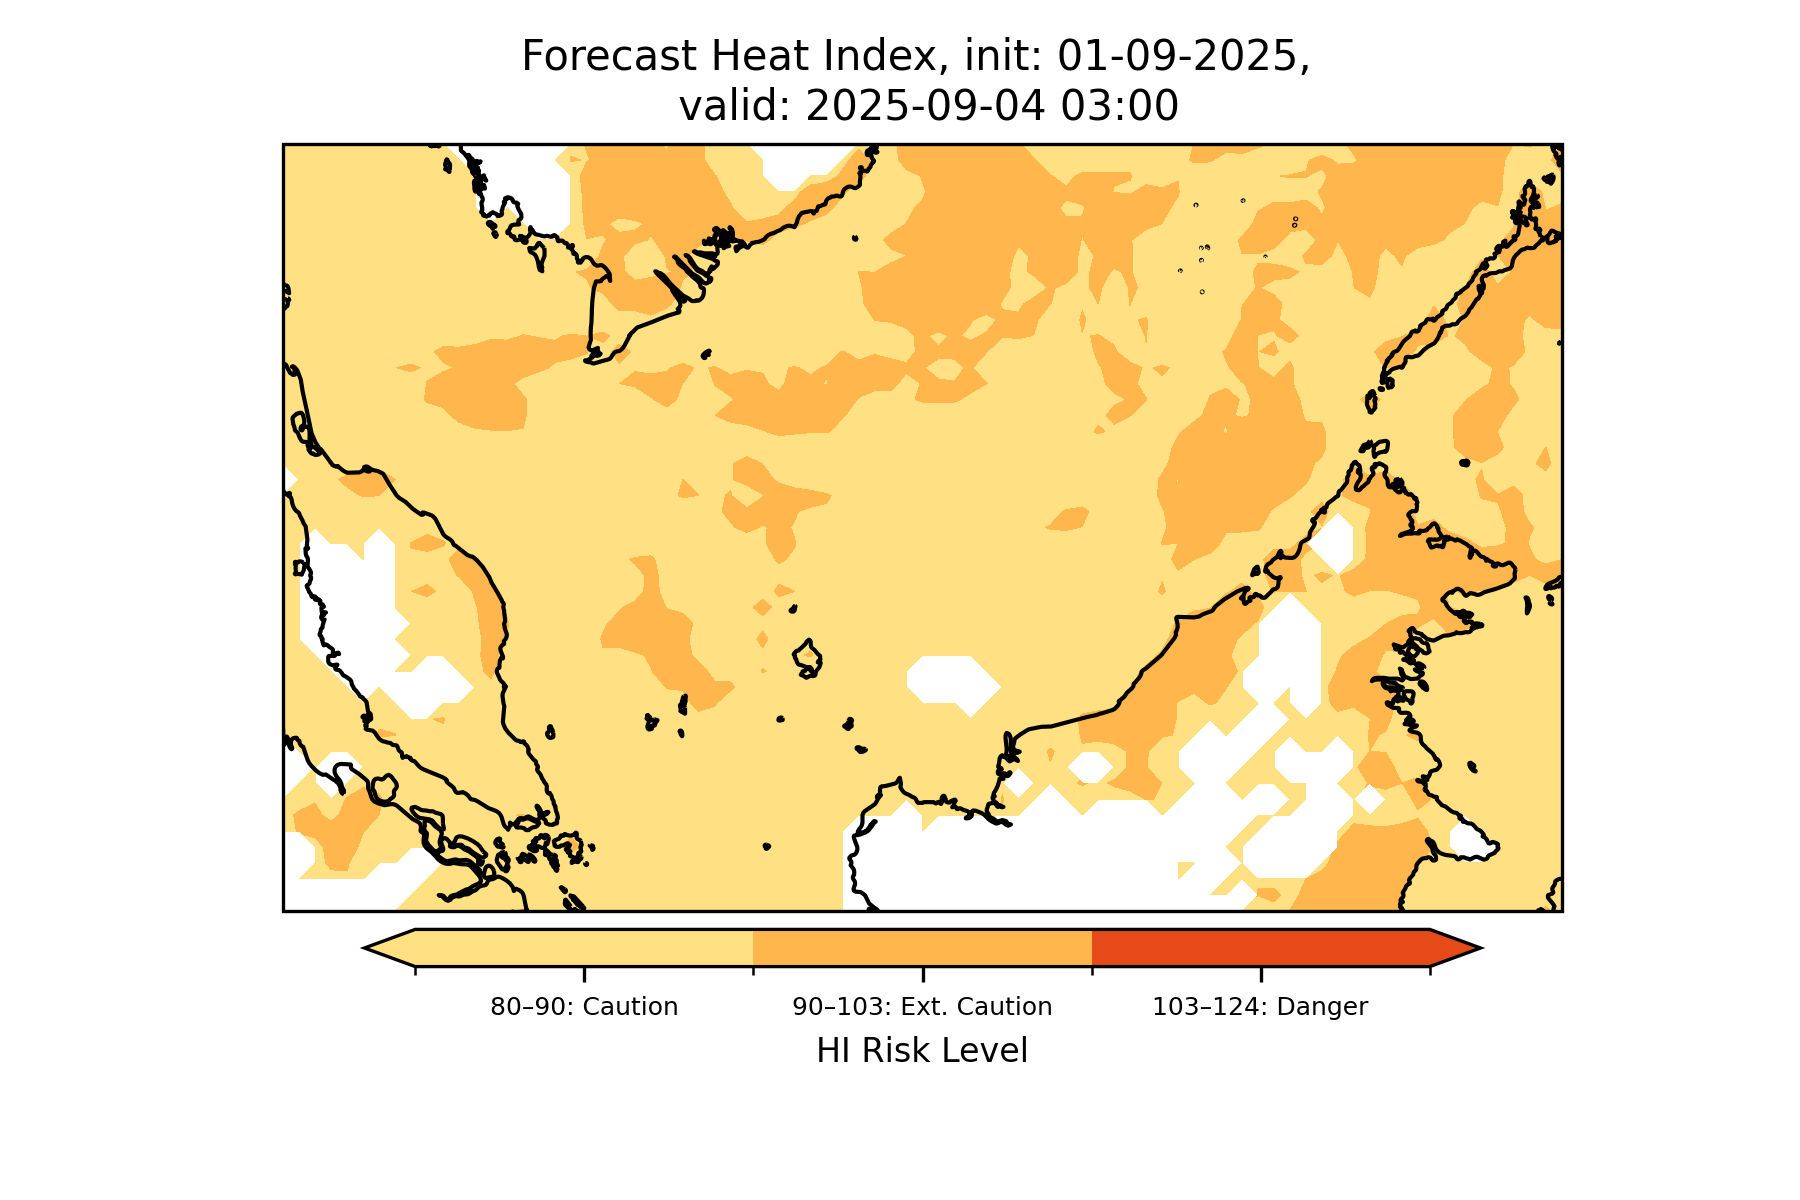 Forecast Heat Index, init: 01-09-2025,
valid: 2025-09-04 03:00
80–90: Caution
90–103: Ext. Caution
103–124: Danger
HI Risk Level